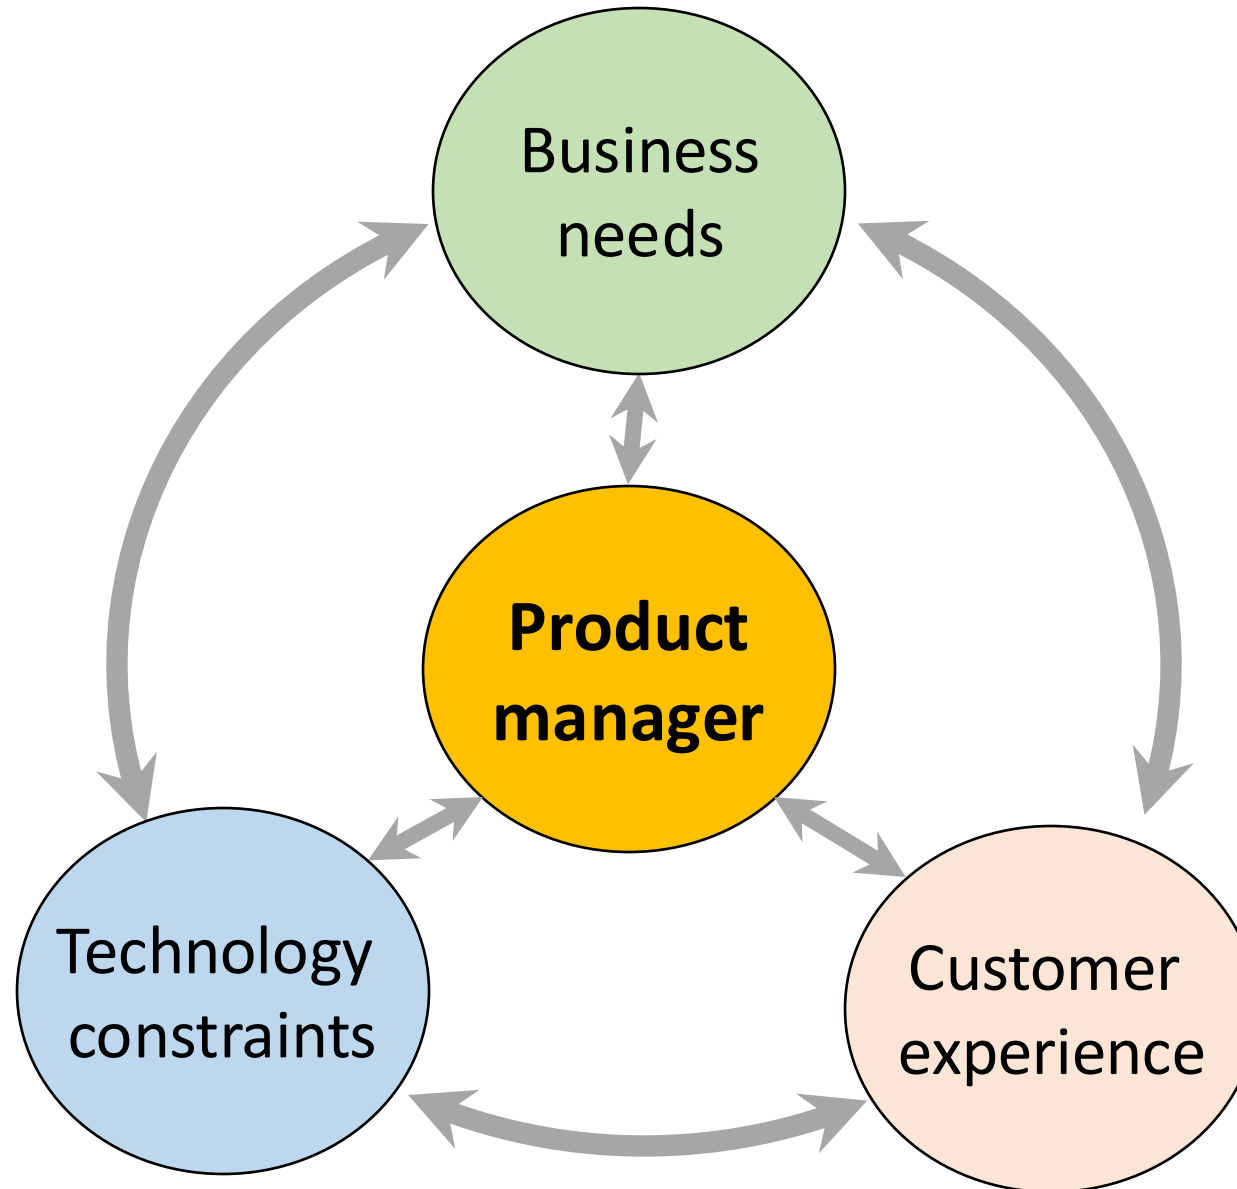 Business
needs
Product
manager
Technology
constraints
Customer
experience